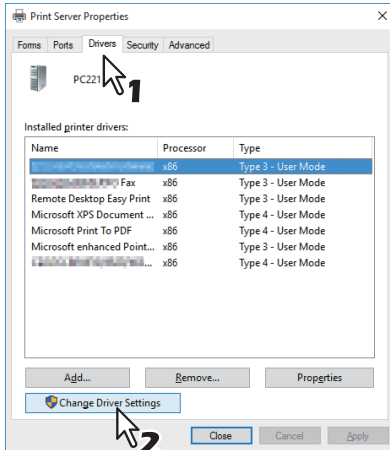 Print Server Properties
Forms Ports Drivers Security Advanced
PC221
1
Installed printer drivers:
Name Processor Type
x86 Type 3 - User Mode
Fax x86 Type 3 - User Mode
Remote Desktop Easy Print x86 Type 3 - User Mode
Microsoft XPS Document ... x86 Type 4 - User Mode
Microsoft Print To PDF x86 Type 4 - User Mode
Microsoft enhanced Point... x86 Type 3 - User Mode
... x86 Type 4 - User Mode
Add... Remove... Properties
Change Driver Settings
2
Close Cancel Apply